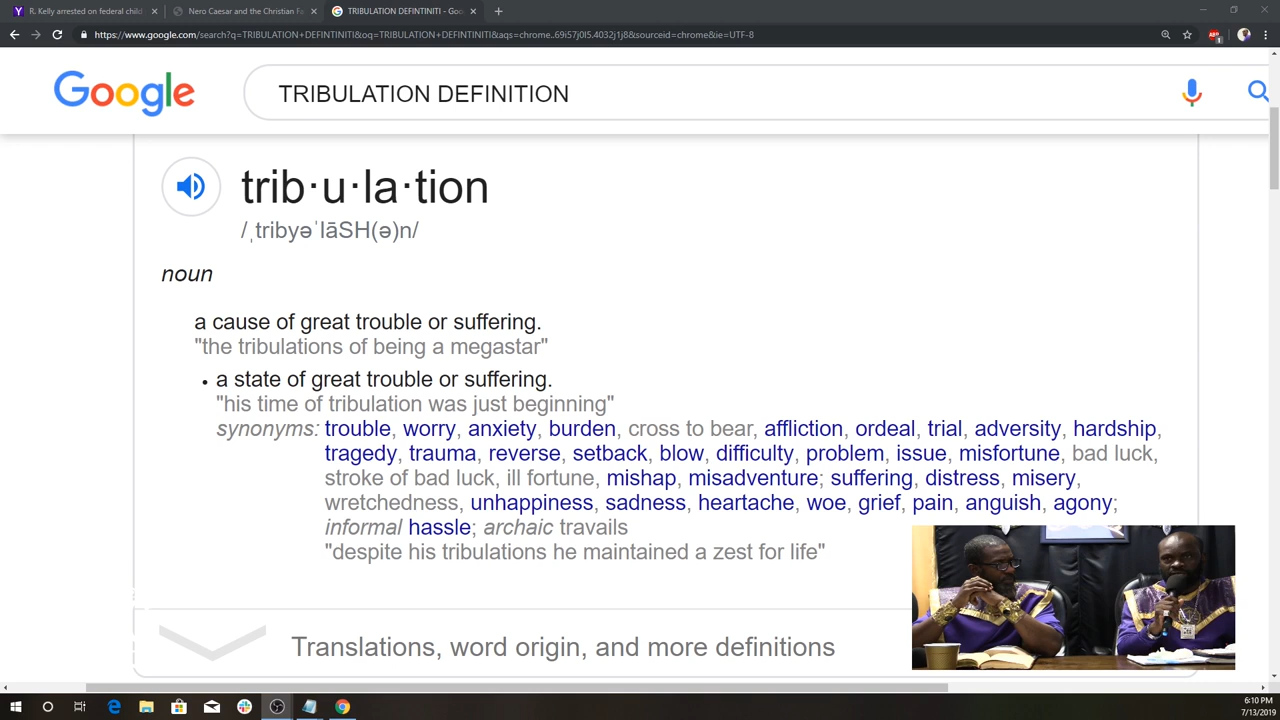 R. Kelly arrested on federal child
Nero Caesar and the Christian Fa
TRIBULATION DEFINTINITI - Goo
https://www.google.com/search?q=TRIBULATION+DEFINTINITI&oq=TRIBULATION+DEFINTINITI&aqs=chrome..69i57j0l5.4032j1j8&sourceid=chrome&ie=UTF-8
Google
TRIBULATION DEFINITION
trib·u·la·tion
/ˌtribyəˈlāSH(ə)n/
noun
a cause of great trouble or suffering.
"the tribulations of being a megastar"
• a state of great trouble or suffering.
"his time of tribulation was just beginning"
synonyms: trouble, worry, anxiety, burden, cross to bear, affliction, ordeal, trial, adversity, hardship,
tragedy, trauma, reverse, setback, blow, difficulty, problem, issue, misfortune, bad luck,
stroke of bad luck, ill fortune, mishap, misadventure; suffering, distress, misery,
wretchedness, unhappiness, sadness, heartache, woe, grief, pain, anguish, agony;
informal hassle; archaic travails
"despite his tribulations he maintained a zest for life"
Translations, word origin, and more definitions
6:10 PM
7/13/2019